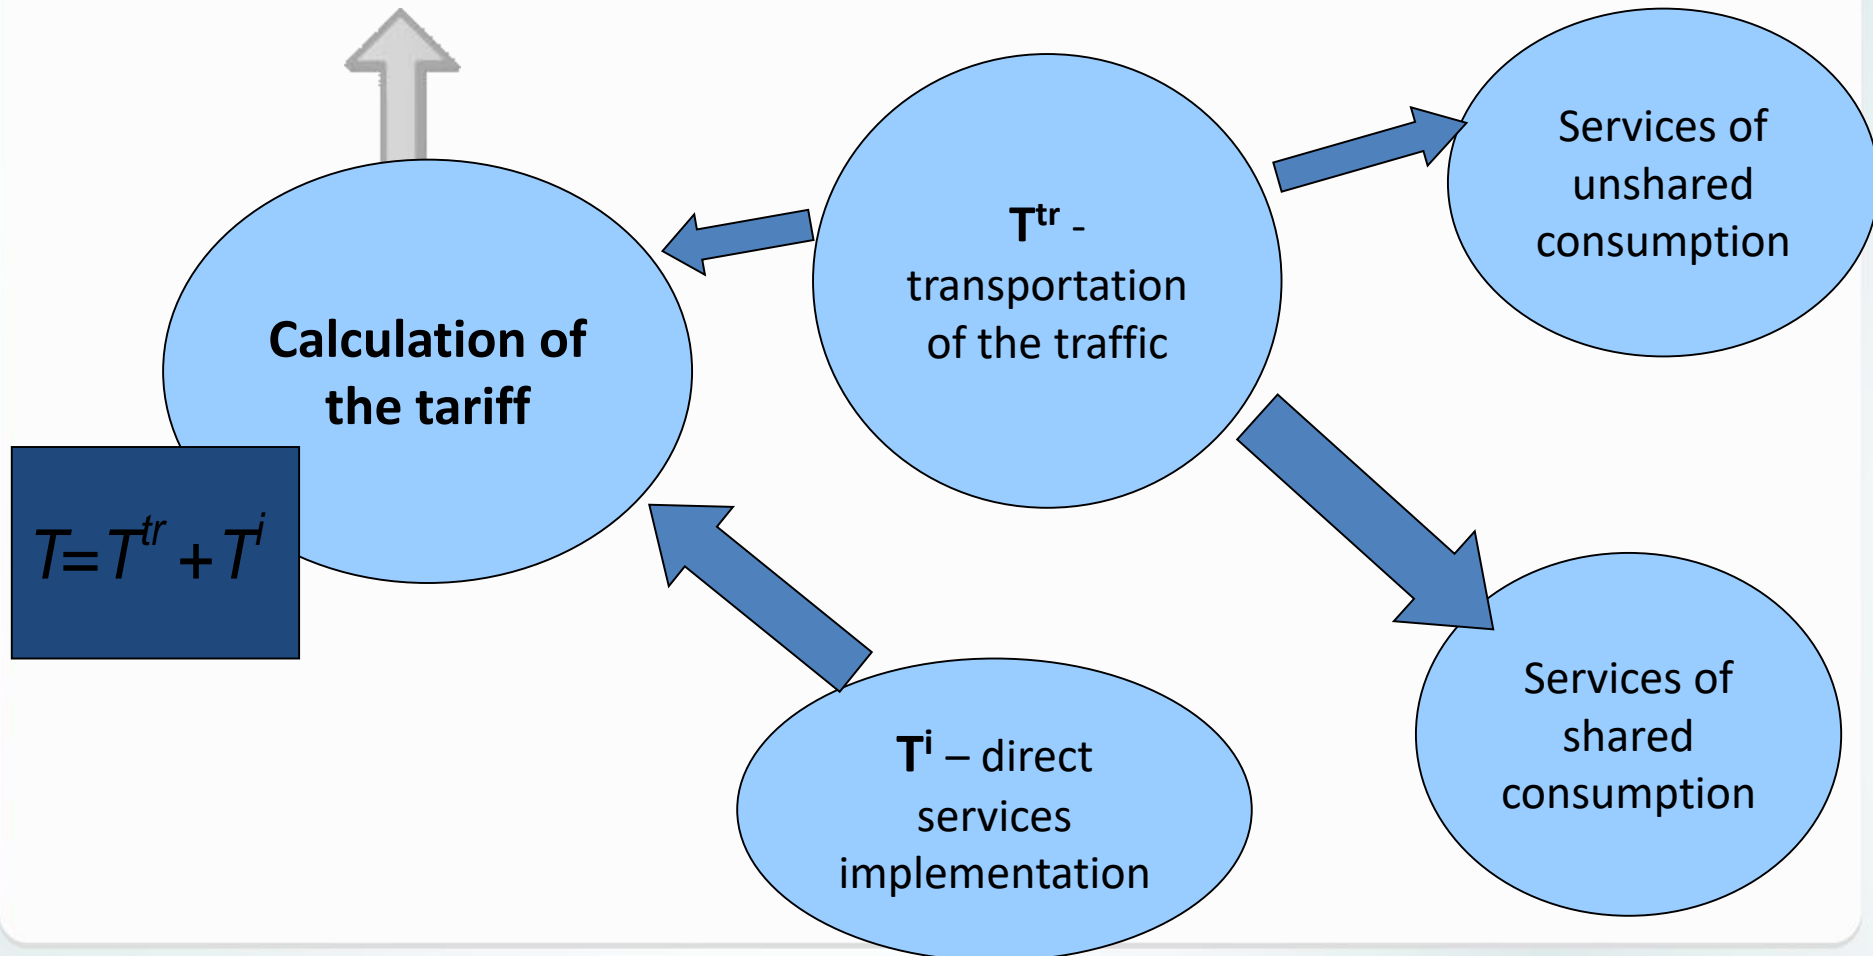 Calculation of
the tariff
T=T^tr + T^i
T^tr -
transportation
of the traffic
T^i – direct
services
implementation
Services of
unshared
consumption
Services of
shared
consumption